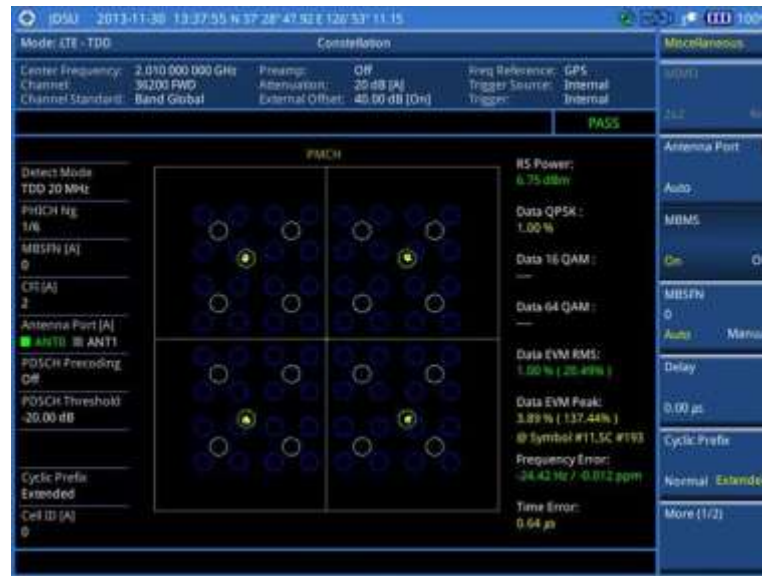 JDSU 2013-11-30 13:37:55 N 37° 28' 47.92 E 126° 53' 11.15
100%
Mode: LTE - TDD
Constellation
Miscellaneous
Center Frequency: 2.010 000 000 GHz
Preamp: Off
Freq Reference: GPS
Channel: 36200 FWD
Attenuation: 20 dB [A]
Trigger Source: Internal
Channel Standard: Band Global
External Offset: 40.00 dB [On]
Trigger: Internal
PASS
MIMO
2x2
PMCH
Detect Mode
TDD 20 MHz
PHICH Ng
1/6
MBSFN [A]
0
CFI [A]
2
Antenna Port [A]
ANT0 ANT1
PDSCH Precoding
Off
PDSCH Threshold
-20.00 dB
Cyclic Prefix
Extended
Cell ID [A]
0
RS Power:
6.75 dBm
Data QPSK :
1.00 %
Data 16 QAM :
----
Data 64 QAM :
----
Data EVM RMS:
1.00 % ( 20.49% )
Data EVM Peak:
3.89 % ( 137.44% )
@ Symbol #11,SC #193
Frequency Error:
-24.42 Hz / -0.012 ppm
Time Error:
0.64 µs
Antenna Port
Auto
MBMS
On O
MBSFN
0
Auto Manua
Delay
0.00 µs
Cyclic Prefix
Normal Extende
More (1/2)